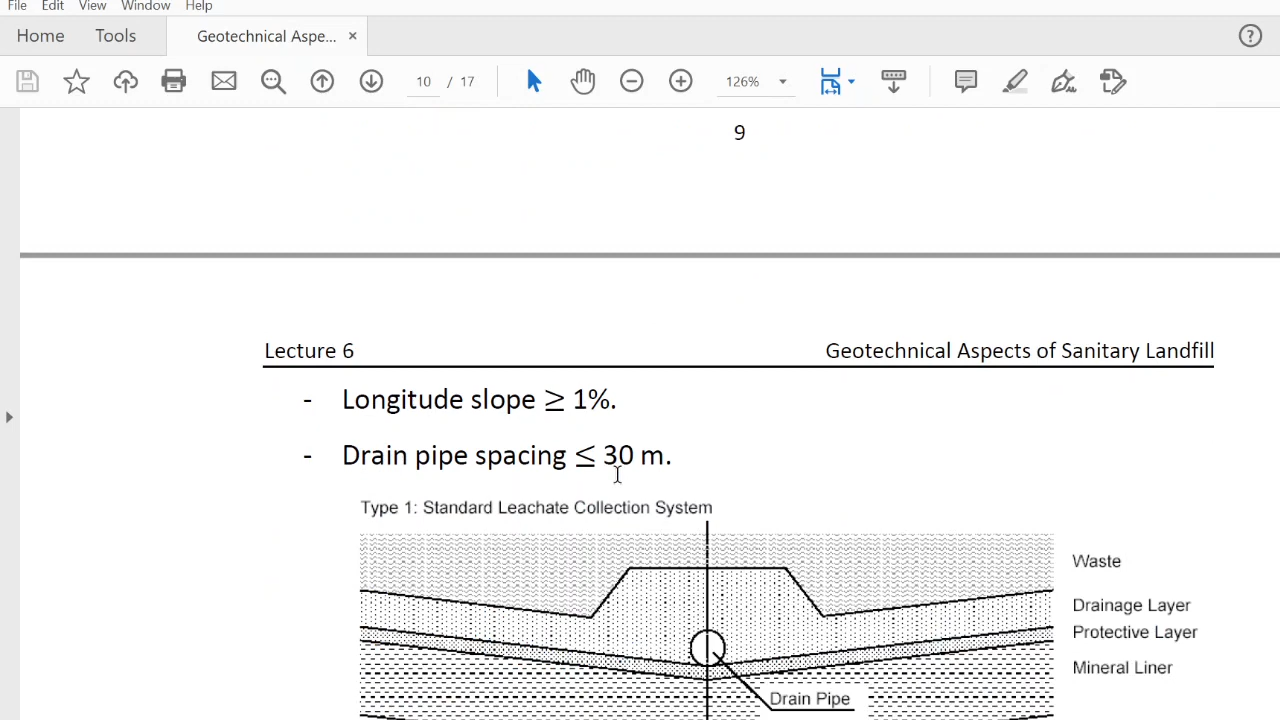 File Edit View Window Help
Home Tools Geotechnical Aspe... ×
10 / 17 126%
9
Lecture 6 Geotechnical Aspects of Sanitary Landfill
- Longitude slope ≥ 1%.
- Drain pipe spacing ≤ 30 m.
Type 1: Standard Leachate Collection System
Waste
Drainage Layer
Protective Layer
Mineral Liner
Drain Pipe